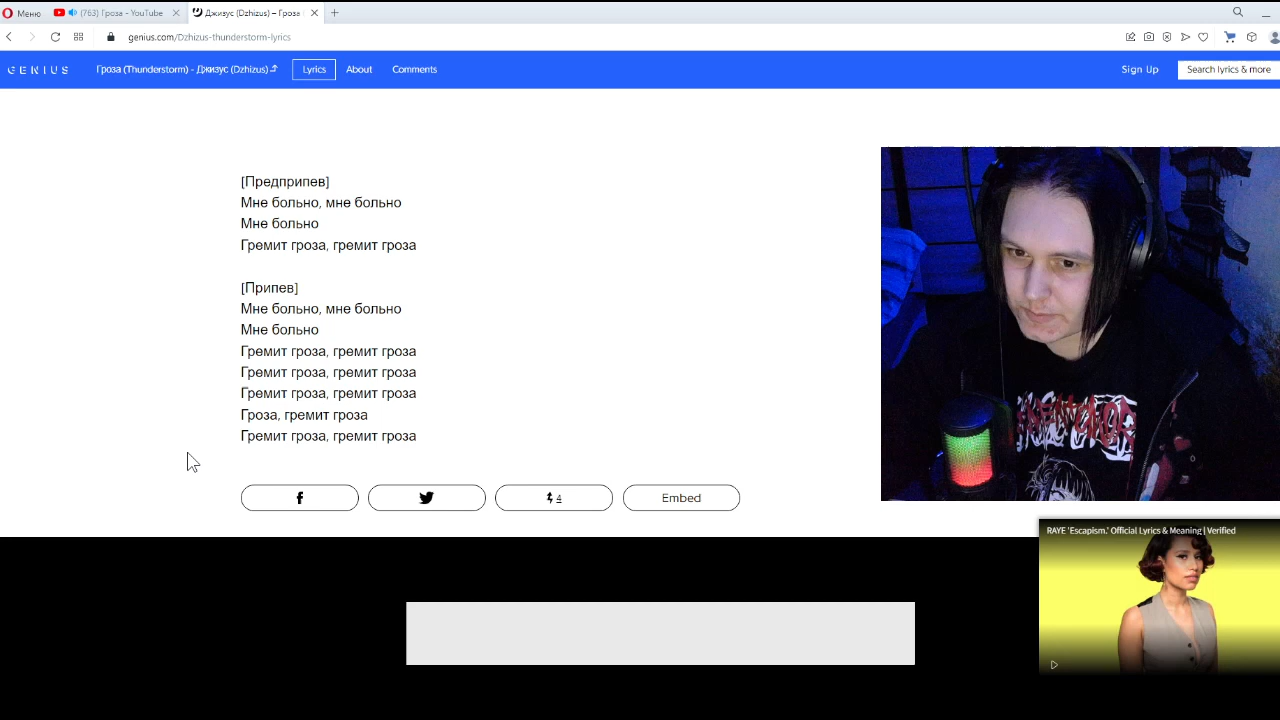 Меню
(763) Гроза - YouTube
Джизус (Dzhizus) – Гроза
genius.com/Dzhizus-thunderstorm-lyrics
GENIUS
Гроза (Thunderstorm) - Джизус (Dzhizus)
Lyrics
About
Comments
Sign Up
Search lyrics & more
[Предприпев]
Мне больно, мне больно
Мне больно
Гремит гроза, гремит гроза
[Припев]
Мне больно, мне больно
Мне больно
Гремит гроза, гремит гроза
Гремит гроза, гремит гроза
Гремит гроза, гремит гроза
Гроза, гремит гроза
Гремит гроза, гремит гроза
4
Embed
RAYE 'Escapism.' Official Lyrics & Meaning | Verified